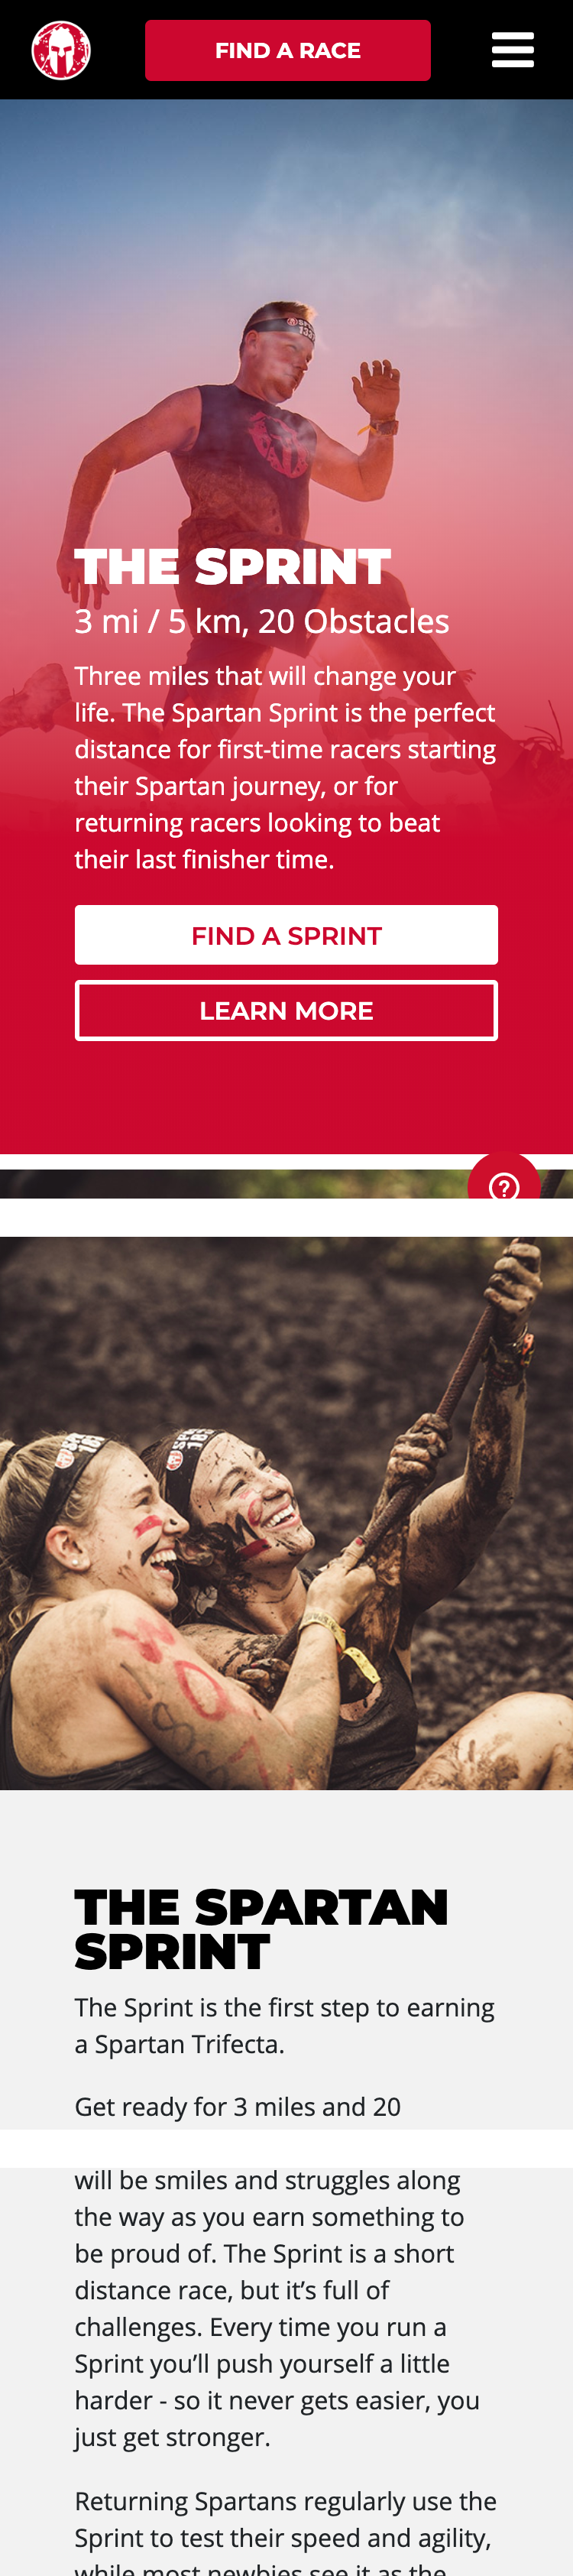 FIND A RACE
THE SPRINT
3 mi / 5 km, 20 Obstacles
Three miles that will change your
life. The Spartan Sprint is the perfect
distance for first-time racers starting
their Spartan journey, or for
returning racers looking to beat
their last finisher time.
FIND A SPRINT
LEARN MORE
?
THE SPARTAN
SPRINT
The Sprint is the first step to earning
a Spartan Trifecta.
Get ready for 3 miles and 20
will be smiles and struggles along
the way as you earn something to
be proud of. The Sprint is a short
distance race, but it’s full of
challenges. Every time you run a
Sprint you’ll push yourself a little
harder - so it never gets easier, you
just get stronger.
Returning Spartans regularly use the
Sprint to test their speed and agility,
while most newbies see it as the